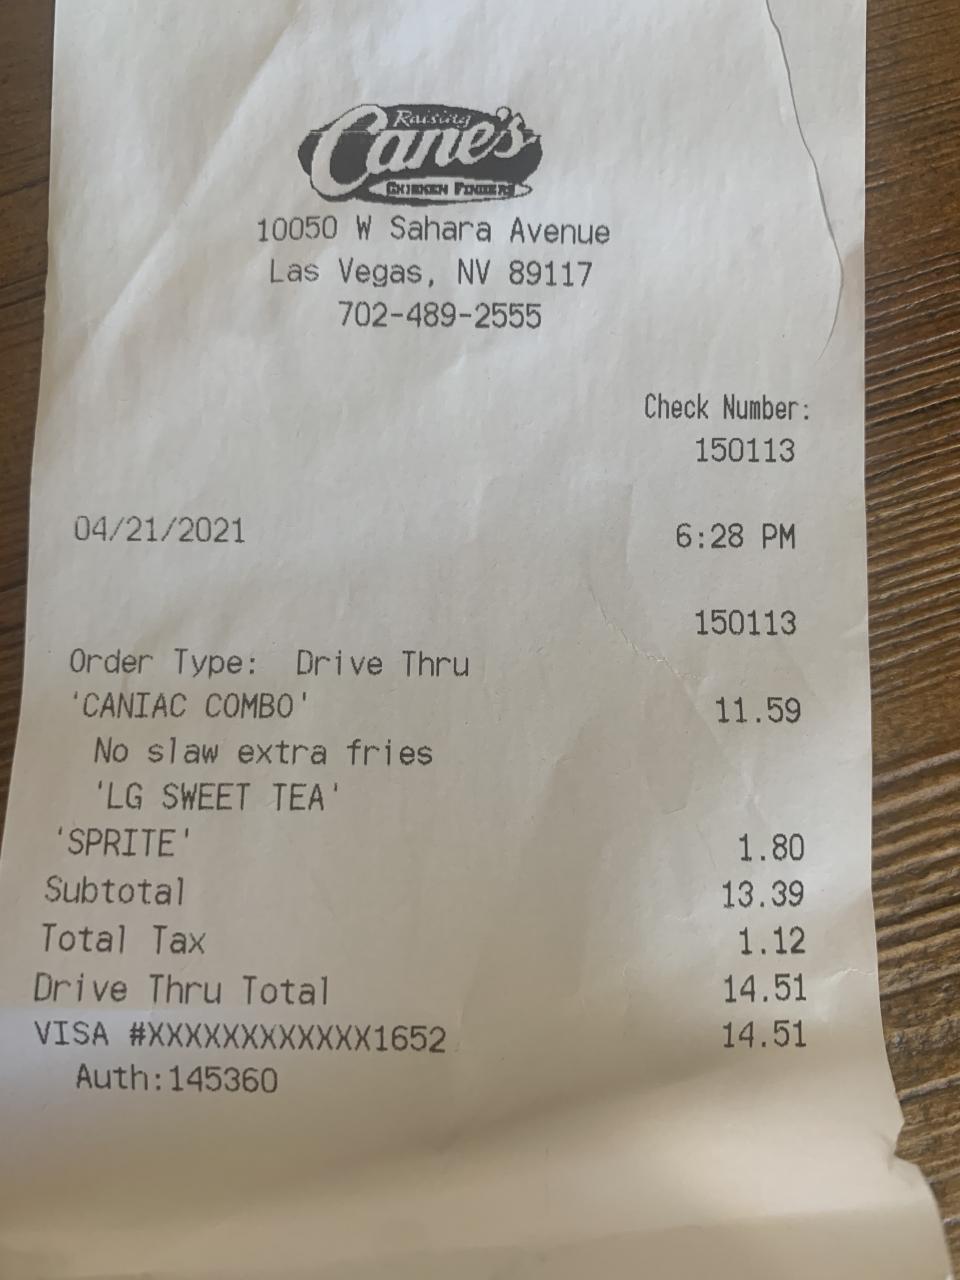 Raising
Cane's
CHICKEN FINGERS
10050 W Sahara Avenue
Las Vegas, NV 89117
702-489-2555
Check Number:
150113
04/21/2021 6:28 PM
150113
Order Type: Drive Thru
'CANIAC COMBO' 11.59
No slaw extra fries
'LG SWEET TEA'
'SPRITE' 1.80
Subtotal 13.39
Total Tax 1.12
Drive Thru Total 14.51
VISA #XXXXXXXXXXXX1652 14.51
Auth:145360